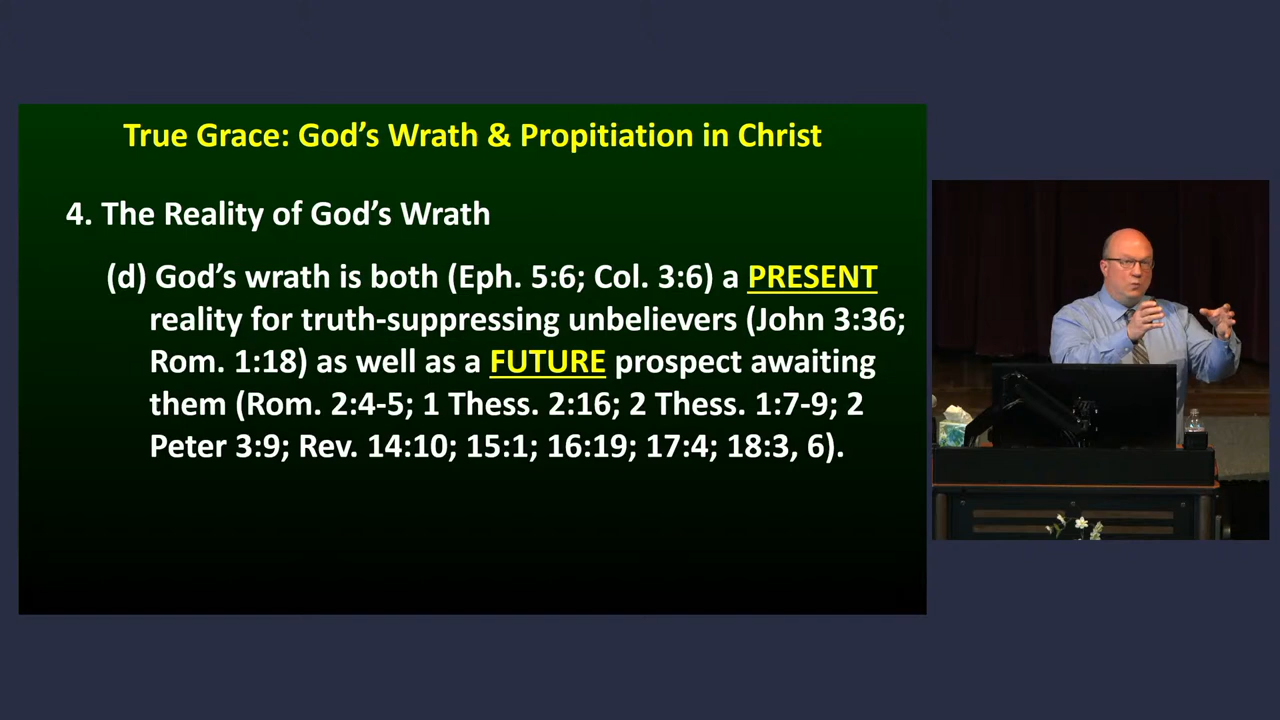 True Grace: God’s Wrath & Propitiation in Christ
4. The Reality of God’s Wrath
(d) God’s wrath is both (Eph. 5:6; Col. 3:6) a PRESENT
reality for truth-suppressing unbelievers (John 3:36;
Rom. 1:18) as well as a FUTURE prospect awaiting
them (Rom. 2:4-5; 1 Thess. 2:16; 2 Thess. 1:7-9; 2
Peter 3:9; Rev. 14:10; 15:1; 16:19; 17:4; 18:3, 6).